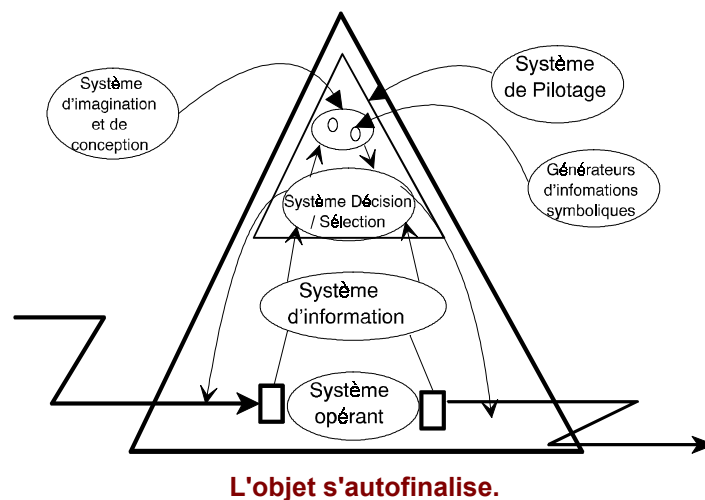 Système
d'imagination
et de
conception
Système
de Pilotage
Générateurs
d'infomations
symboliques
Système Décision
/ Sélection
Système
d'information
Système
opérant
L'objet s'autofinalise.